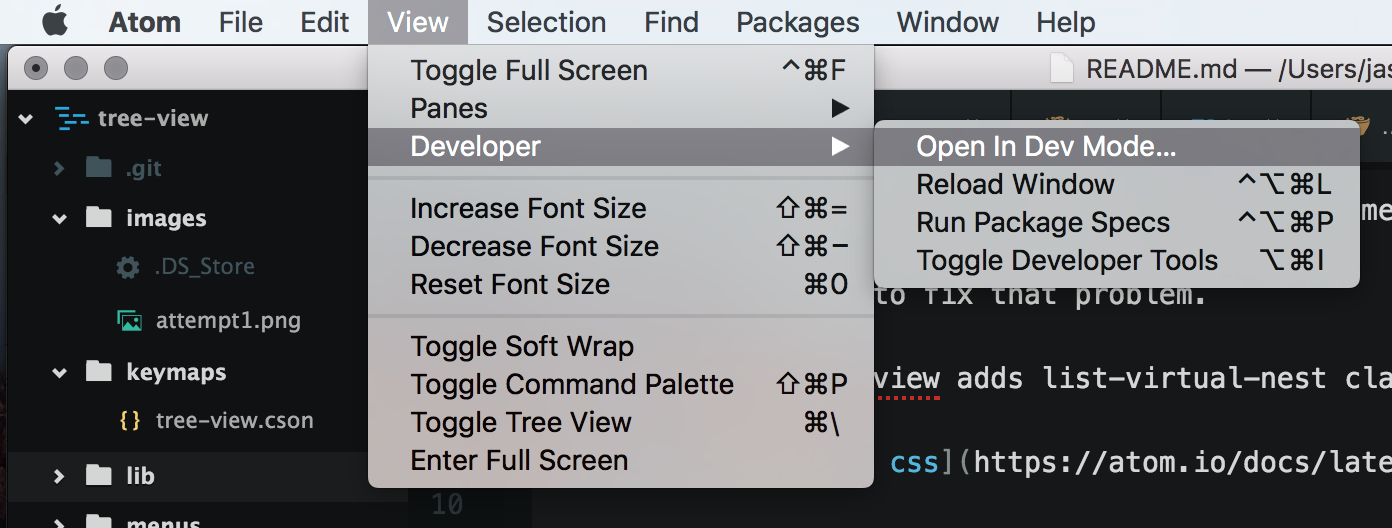 Atom File Edit View Selection Find Packages Window Help
README.md — /Users/jas
Toggle Full Screen ^⌘F
Panes ▶
Developer ▶
Increase Font Size ⇧⌘=
Decrease Font Size ⇧⌘−
Reset Font Size ⌘0
Toggle Soft Wrap
Toggle Command Palette ⇧⌘P
Toggle Tree View ⌘\
Enter Full Screen
Open In Dev Mode...
Reload Window ^⌥⌘L
Run Package Specs ^⌥⌘P
Toggle Developer Tools ⌥⌘I
tree-view
.git
images
.DS_Store
attempt1.png
keymaps
{} tree-view.cson
lib
menus
me
to fix that problem.
view adds list-virtual-nest cla
css](https://atom.io/docs/late
10